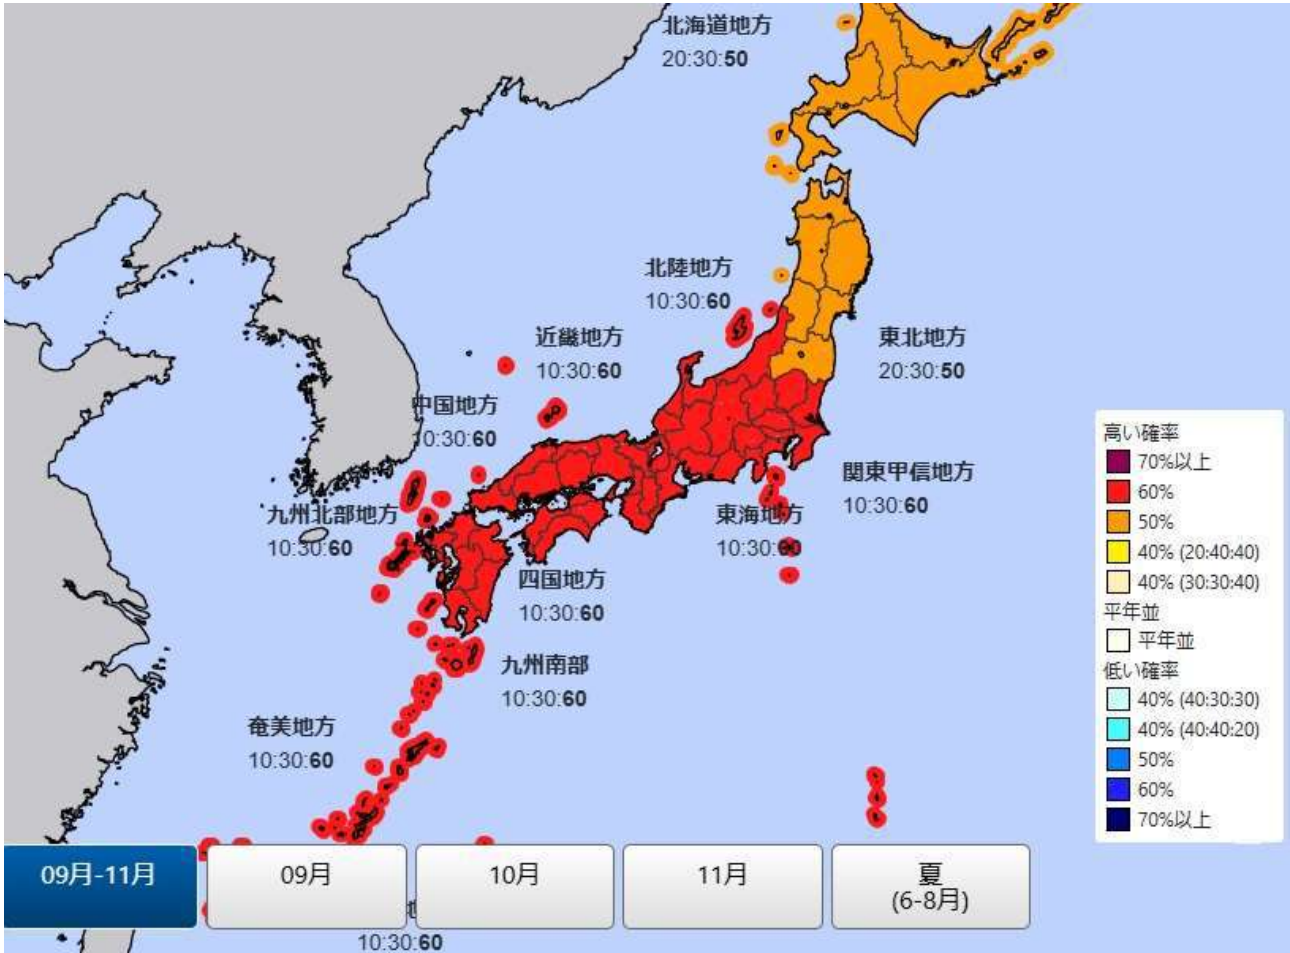 北海道地方
20:30:50
北陸地方
10:30:60
近畿地方
10:30:60
東北地方
20:30:50
中国地方
10:30:60
関東甲信地方
10:30:60
九州北部地方
10:30:60
東海地方
10:30:60
四国地方
10:30:60
九州南部
10:30:60
奄美地方
10:30:60
高い確率
70%以上
60%
50%
40% (20:40:40)
40% (30:30:40)
平年並
平年並
低い確率
40% (40:30:30)
40% (40:40:20)
50%
60%
70%以上
09月-11月
09月
10月
11月
夏
(6-8月)
10:30:60